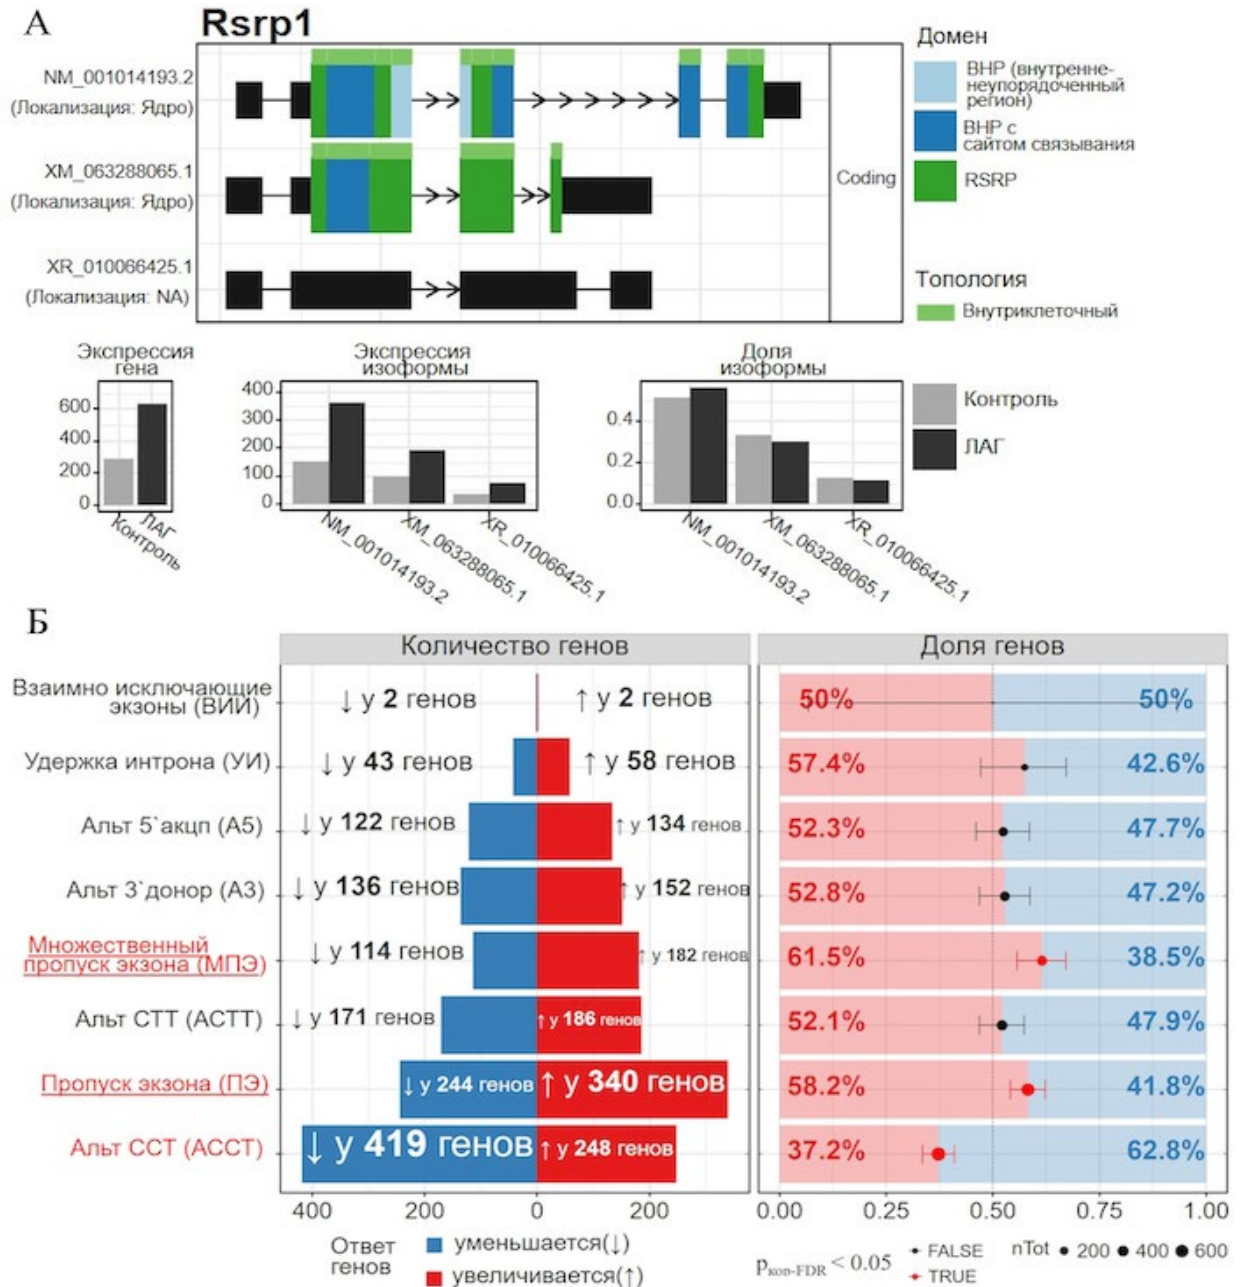 А
Rsrp1
NM_001014193.2
(Локализация: Ядро)
XM_063288065.1
(Локализация: Ядро)
XR_010066425.1
(Локализация: NA)
Coding
Домен
ВНР (внутренне-
неупорядоченный
регион)
ВНР с
сайтом связывания
RSRP
Топология
Внутриклеточный
Экспрессия
гена
600
400
200
0
Контроль
ЛАГ
Экспрессия
изоформы
400
300
200
100
0
NM_001014193.2
XM_063288065.1
XR_010066425.1
Доля
изоформы
0.4
0.2
0.0
NM_001014193.2
XM_063288065.1
XR_010066425.1
Контроль
ЛАГ
Б
Количество генов
Доля генов
Взаимно исключающие
экзоны (ВИИ)
↓ у 2 генов
↑ у 2 генов
50%
50%
Удержка интрона (УИ)
↓ у 43 генов
↑ у 58 генов
57.4%
42.6%
Альт 5`акцп (А5)
↓ у 122 генов
↑ у 134 генов
52.3%
47.7%
Альт 3`донор (А3)
↓ у 136 генов
↑ у 152 генов
52.8%
47.2%
Множественный
пропуск экзона (МПЭ)
↓ у 114 генов
↑ у 182 генов
61.5%
38.5%
Альт СТТ (АСТТ)
↓ у 171 генов
↑ у 186 генов
52.1%
47.9%
Пропуск экзона (ПЭ)
↓ у 244 генов
↑ у 340 генов
58.2%
41.8%
Альт ССТ (АССТ)
↓ у 419 генов
↑ у 248 генов
37.2%
62.8%
400
200
0
200
0.00
0.25
0.50
0.75
1.00
Ответ
генов
уменьшается(↓)
увеличивается(↑)
pкор-FDR < 0.05
FALSE
TRUE
nTot
200
400
600